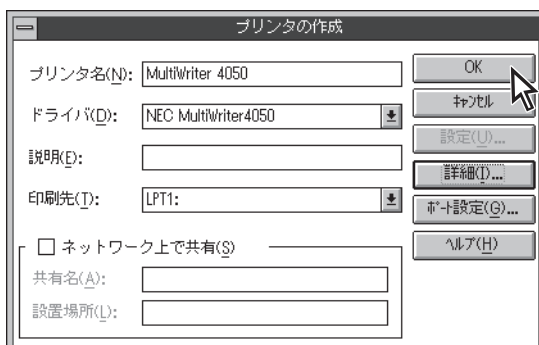 プリンタの作成
プリンタ名(N): MultiWriter 4050
ドライバ(D): NEC MultiWriter4050
説明(E):
印刷先(T): LPT1:
ネットワーク上で共有(S)
共有名(A):
設置場所(L):
OK
ｷｬﾝｾﾙ
設定(U)...
詳細(I)...
ﾎﾟｰﾄ設定(G)...
ﾍﾙﾌﾟ(H)